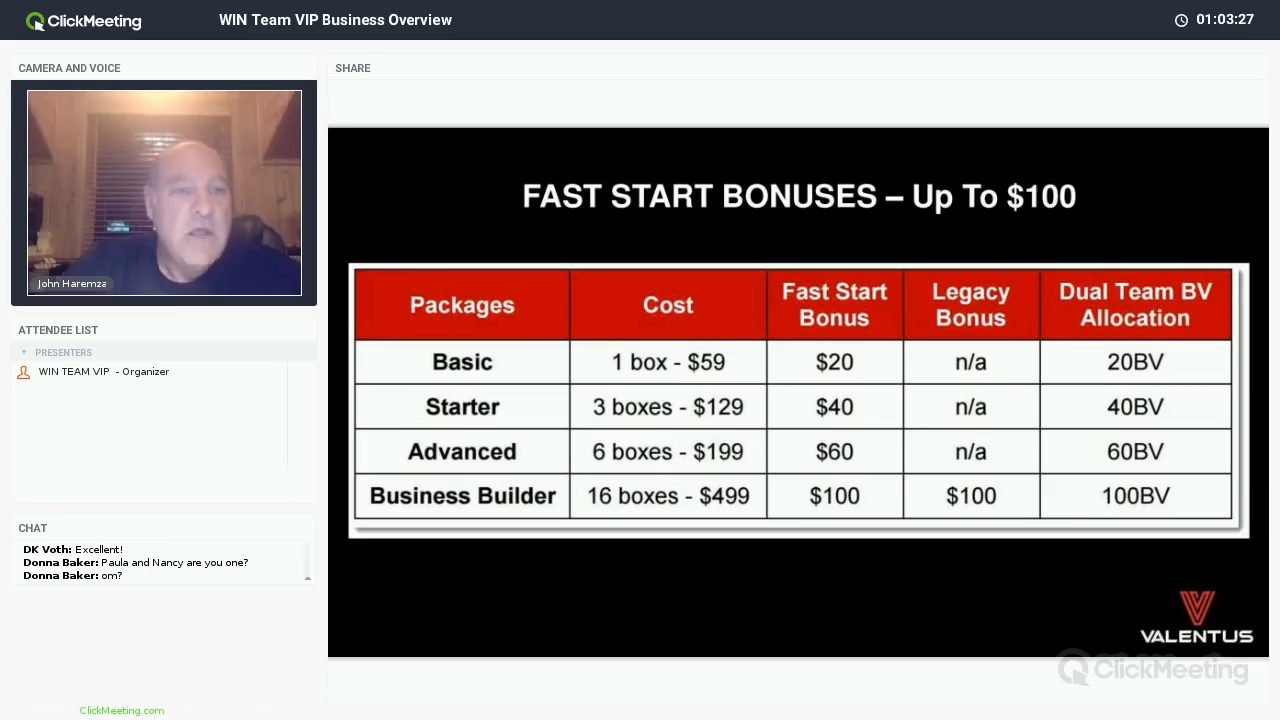 ClickMeeting
WIN Team VIP Business Overview
01:03:27
CAMERA AND VOICE
John Haremza
ATTENDEE LIST
PRESENTERS
WIN TEAM VIP - Organizer
CHAT
DK Voth: Excellent!
Donna Baker: Paula and Nancy are you one?
Donna Baker: om?
ClickMeeting.com
SHARE
FAST START BONUSES – Up To $100
Packages Cost Fast Start Bonus Legacy Bonus Dual Team BV Allocation
Basic 1 box - $59 $20 n/a 20BV
Starter 3 boxes - $129 $40 n/a 40BV
Advanced 6 boxes - $199 $60 n/a 60BV
Business Builder 16 boxes - $499 $100 $100 100BV
VALENTUS
ClickMeeting